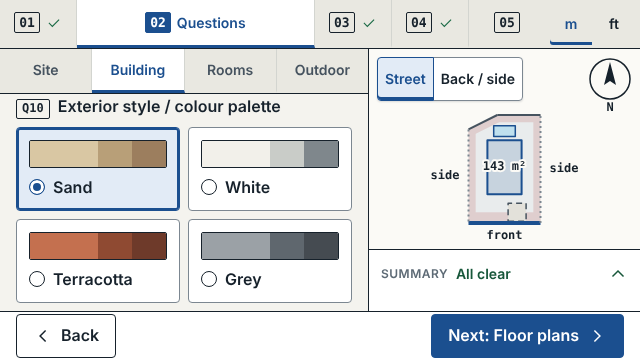 01 02 Questions 03 04 05 m ft
Site Building Rooms Outdoor
Q10 Exterior style / colour palette
Sand White
Terracotta Grey
Street Back / side
N
143 m²
side side
front
SUMMARY All clear
Back Next: Floor plans